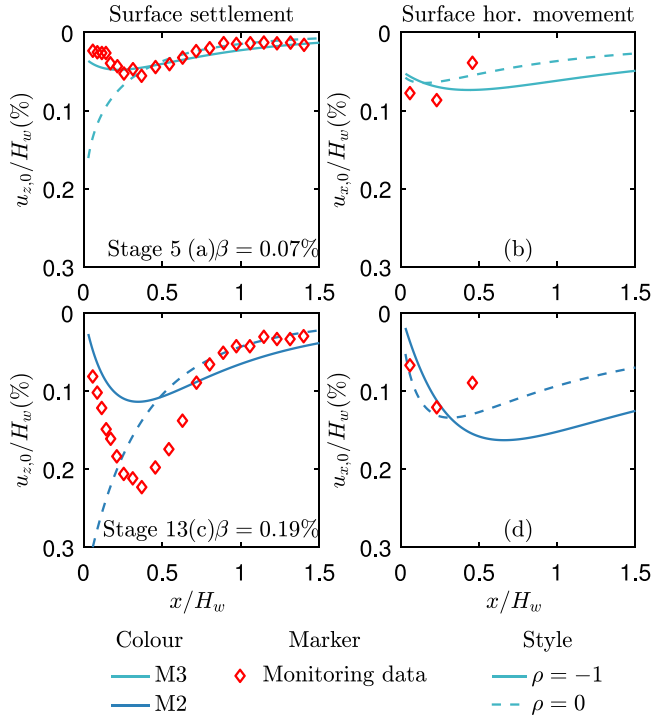 Surface settlement
Surface hor. movement
0
0.1
0.2
0.3
u_{z,0}/H_w(%)
Stage 5 (a)β = 0.07%
0 0.5 1 1.5
0
0.1
0.2
0.3
u_{x,0}/H_w(%)
(b)
0 0.5 1 1.5
0
0.1
0.2
0.3
u_{z,0}/H_w(%)
Stage 13(c)β = 0.19%
0 0.5 1 1.5
x/H_w
0
0.1
0.2
0.3
u_{x,0}/H_w(%)
(d)
0 0.5 1 1.5
x/H_w
Colour Marker Style
M3 Monitoring data ρ = −1
M2 ρ = 0